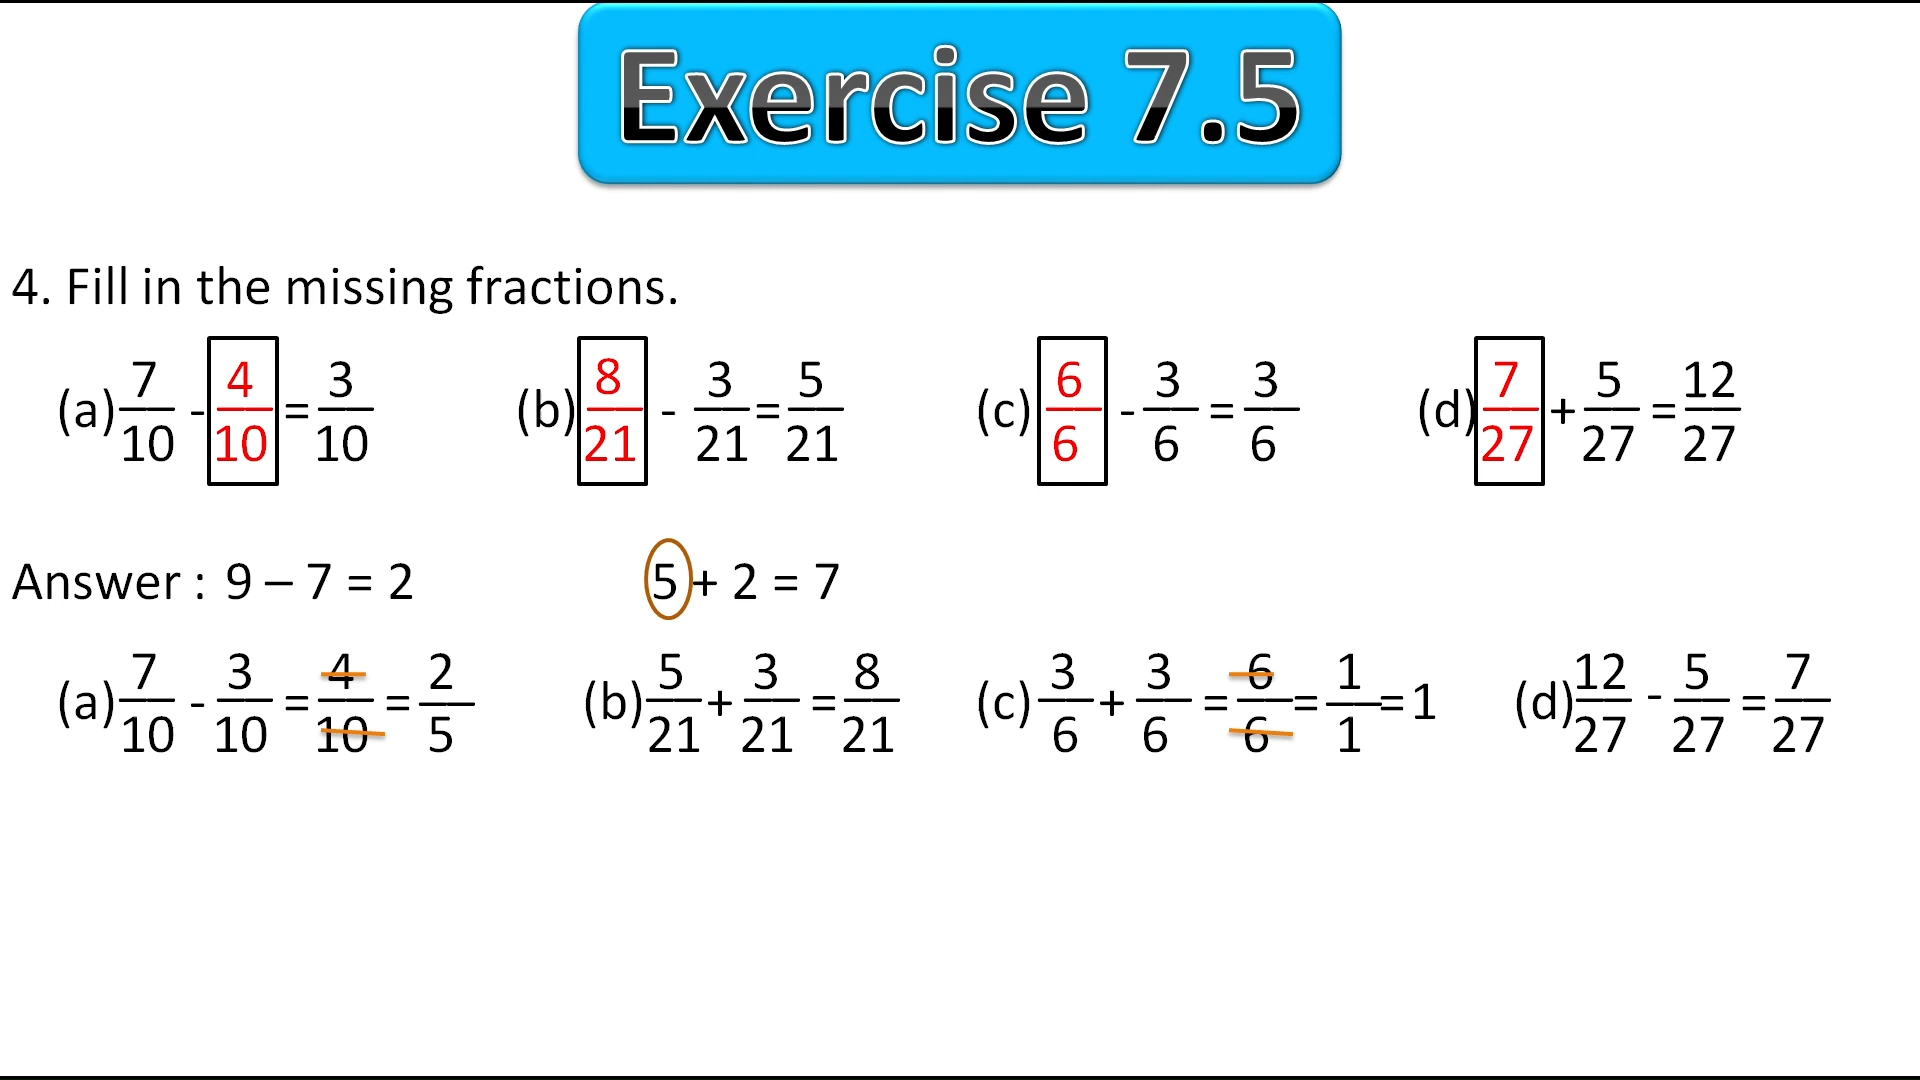 Exercise 7.5
4. Fill in the missing fractions.
(a) 7/10 - 4/10 = 3/10 (b) 8/21 - 3/21 = 5/21 (c) 6/6 - 3/6 = 3/6 (d) 7/27 + 5/27 = 12/27
Answer : 9 – 7 = 2 5 + 2 = 7
(a) 7/10 - 3/10 = 4/10 = 2/5 (b) 5/21 + 3/21 = 8/21 (c) 3/6 + 3/6 = 6/6 = 1/1 = 1 (d) 12/27 - 5/27 = 7/27